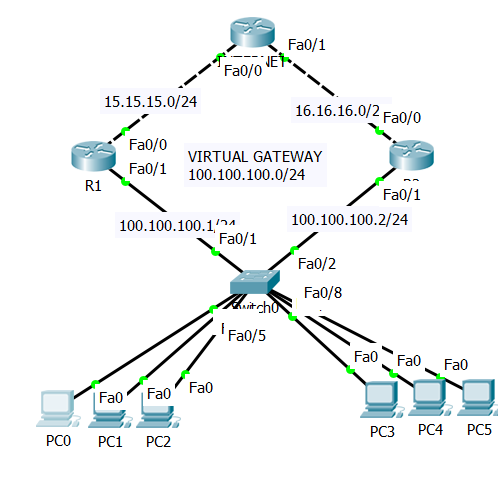 Fa0/1
Fa0/0
15.15.15.0/24
16.16.16.0/2
Fa0/0
Fa0/0
Fa0/1
VIRTUAL GATEWAY
100.100.100.0/24
R1
Fa0/1
100.100.100.1/24
100.100.100.2/24
Fa0/1
Fa0/2
Fa0/8
Switch0
Fa0/5
Fa0
Fa0
Fa0
Fa0
Fa0
Fa0
PC0
PC1
PC2
PC3
PC4
PC5